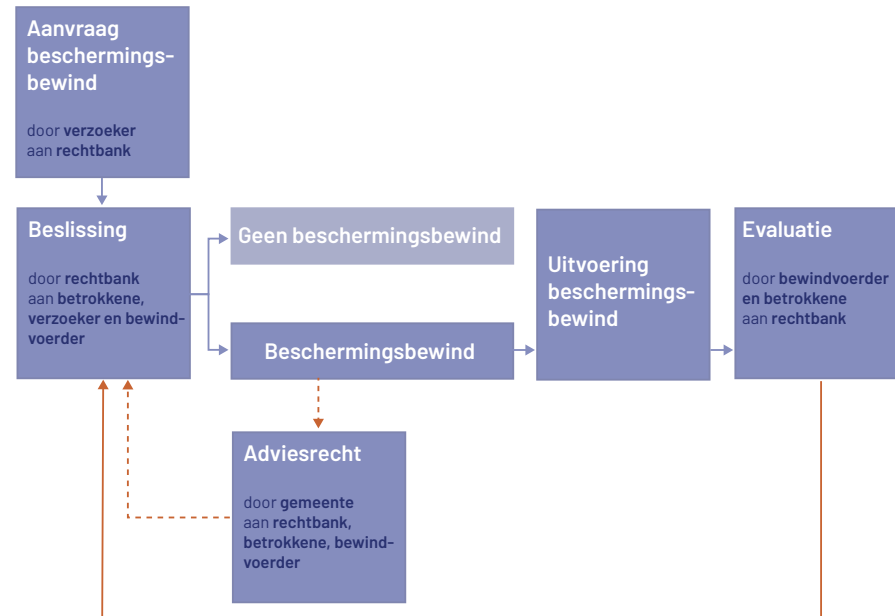 Aanvraag
beschermings-
bewind
door verzoeker
aan rechtbank
Beslissing
door rechtbank
aan betrokkene,
verzoeker en bewind-
voerder
Geen beschermingsbewind
Beschermingsbewind
Uitvoering
beschermings-
bewind
Evaluatie
door bewindvoerder
en betrokkene
aan rechtbank
Adviesrecht
door gemeente
aan rechtbank,
betrokkene, bewind-
voerder